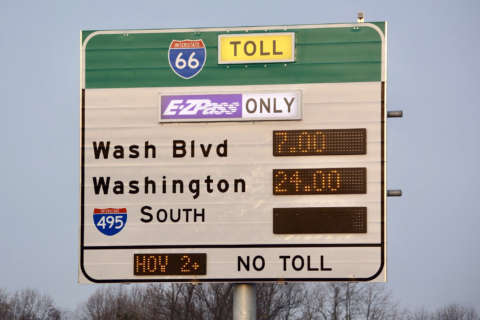 INTERSTATE 66 TOLL
E-ZPass ONLY
Wash Blvd 7.00
Washington 24.00
INTERSTATE 495 SOUTH
HOV 2+ NO TOLL